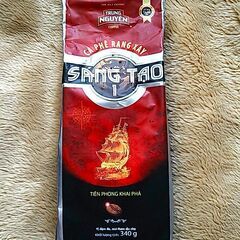 TRUNG
NGUYÊN
CÀ PHÊ RANG XAY
SÁNG TẠO
1
TIÊN PHONG KHAI PHÁ
340 g